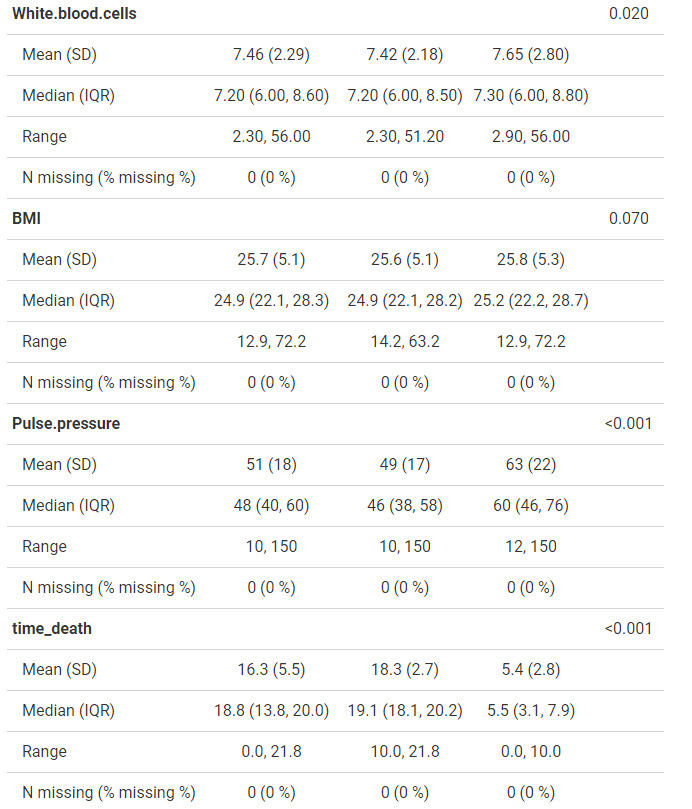 White.blood.cells 0.020
Mean (SD) 7.46 (2.29) 7.42 (2.18) 7.65 (2.80)
Median (IQR) 7.20 (6.00, 8.60) 7.20 (6.00, 8.50) 7.30 (6.00, 8.80)
Range 2.30, 56.00 2.30, 51.20 2.90, 56.00
N missing (% missing %) 0 (0 %) 0 (0 %) 0 (0 %)
BMI 0.070
Mean (SD) 25.7 (5.1) 25.6 (5.1) 25.8 (5.3)
Median (IQR) 24.9 (22.1, 28.3) 24.9 (22.1, 28.2) 25.2 (22.2, 28.7)
Range 12.9, 72.2 14.2, 63.2 12.9, 72.2
N missing (% missing %) 0 (0 %) 0 (0 %) 0 (0 %)
Pulse.pressure <0.001
Mean (SD) 51 (18) 49 (17) 63 (22)
Median (IQR) 48 (40, 60) 46 (38, 58) 60 (46, 76)
Range 10, 150 10, 150 12, 150
N missing (% missing %) 0 (0 %) 0 (0 %) 0 (0 %)
time_death <0.001
Mean (SD) 16.3 (5.5) 18.3 (2.7) 5.4 (2.8)
Median (IQR) 18.8 (13.8, 20.0) 19.1 (18.1, 20.2) 5.5 (3.1, 7.9)
Range 0.0, 21.8 10.0, 21.8 0.0, 10.0
N missing (% missing %) 0 (0 %) 0 (0 %) 0 (0 %)